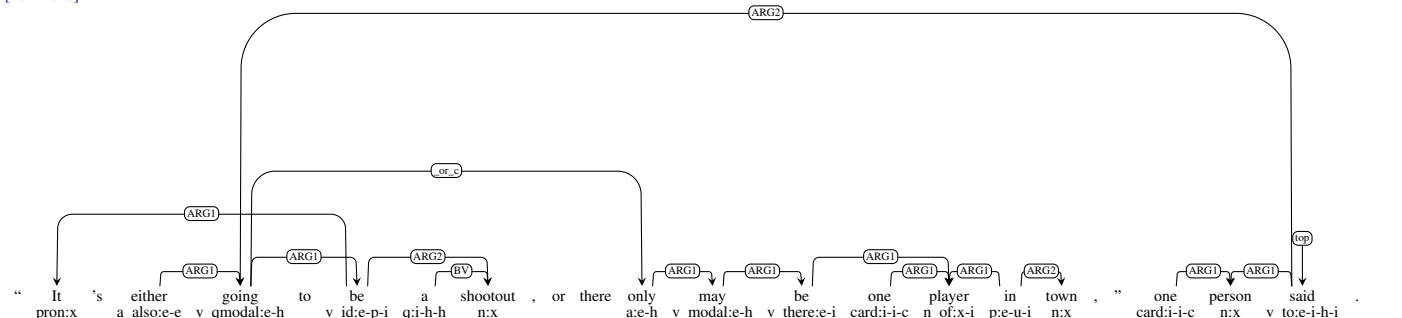 ARG2
_or_c
ARG1
top
ARG1 ARG2 ARG1
ARG1 BV ARG1 ARG1 ARG1 ARG1 ARG2 ARG1 ARG1
“ It 's either going to be a shootout , or there only may be one player in town , ” one person said .
pron:x a_also:e-e v_qmodal:e-h v_id:e-p-i q:i-h-h n:x a:e-h v_modal:e-h v_there:e-i card:i-i-c n_of:x-i p:e-u-i n:x card:i-i-c n:x v_to:e-i-h-i